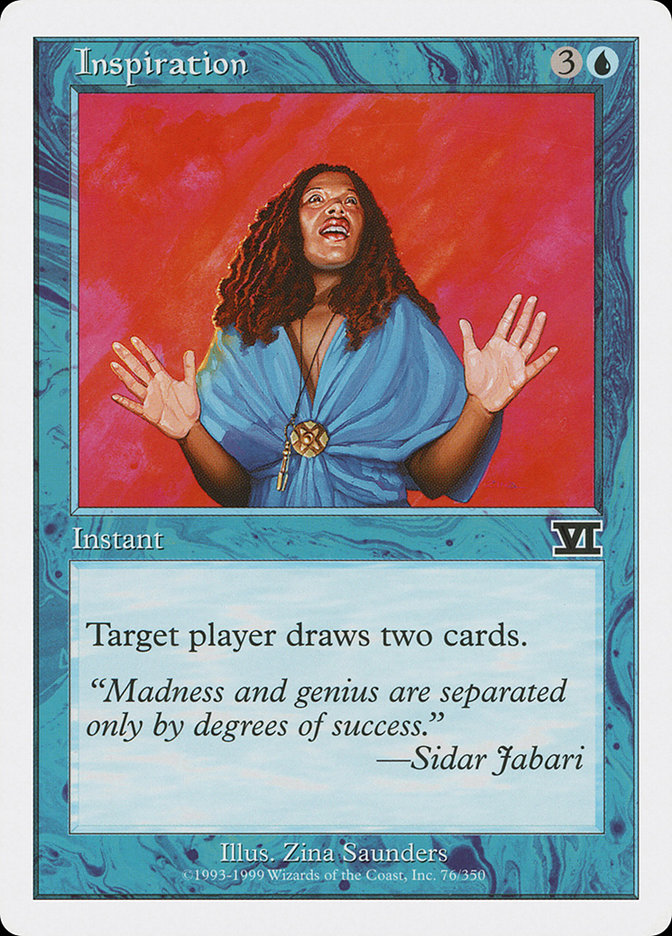 Inspiration 3
Instant VI
Target player draws two cards.
“Madness and genius are separated
only by degrees of success.”
—Sidar Jabari
Illus. Zina Saunders
©1993-1999 Wizards of the Coast, Inc. 76/350